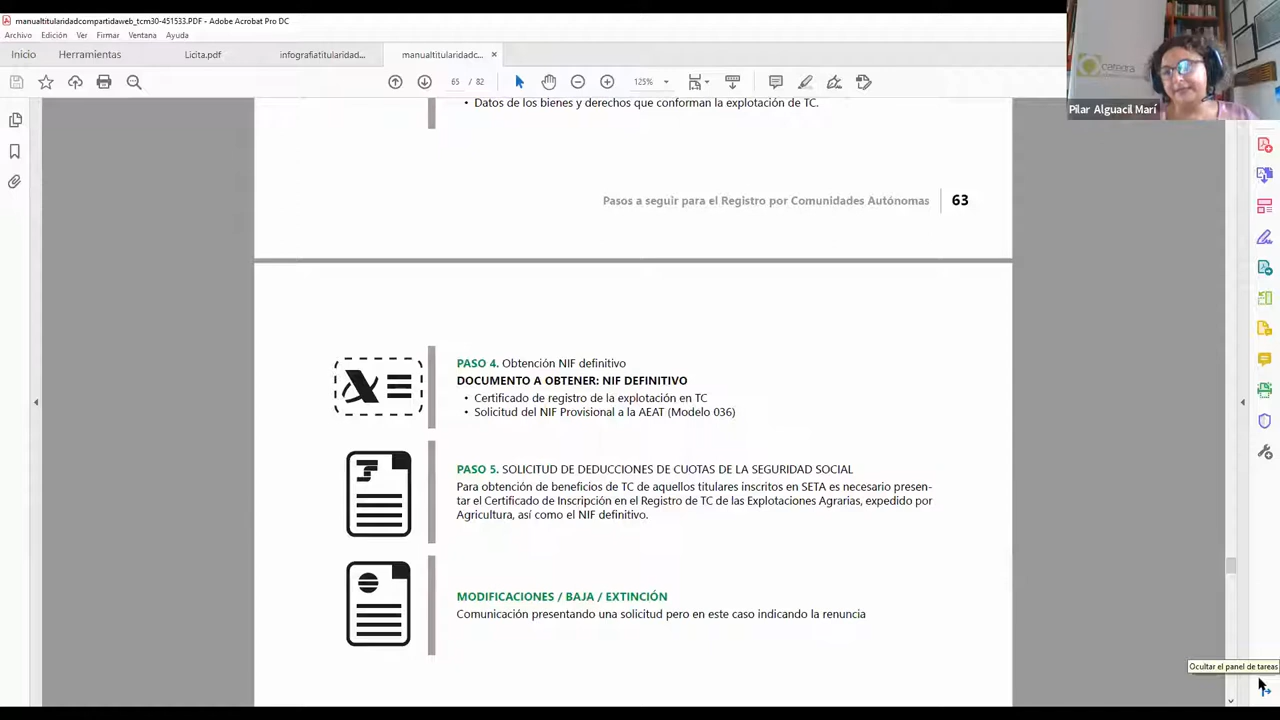 manualtitularidadcompartidaweb_tcm30-451533.PDF - Adobe Acrobat Pro DC
Archivo Edición Ver Firmar Ventana Ayuda
Inicio Herramientas Licita.pdf infografiatitularidad... manualtitularidadc... ×
65 / 82 125%
cátedra
Pilar Alguacil Marí
• Datos de los bienes y derechos que conforman la explotación de TC.
Pasos a seguir para el Registro por Comunidades Autónomas 63
PASO 4. Obtención NIF definitivo
DOCUMENTO A OBTENER: NIF DEFINITIVO
• Certificado de registro de la explotación en TC
• Solicitud del NIF Provisional a la AEAT (Modelo 036)
PASO 5. SOLICITUD DE DEDUCCIONES DE CUOTAS DE LA SEGURIDAD SOCIAL
Para obtención de beneficios de TC de aquellos titulares inscritos en SETA es necesario presen-
tar el Certificado de Inscripción en el Registro de TC de las Explotaciones Agrarias, expedido por
Agricultura, así como el NIF definitivo.
MODIFICACIONES / BAJA / EXTINCIÓN
Comunicación presentando una solicitud pero en este caso indicando la renuncia
Ocultar el panel de tareas